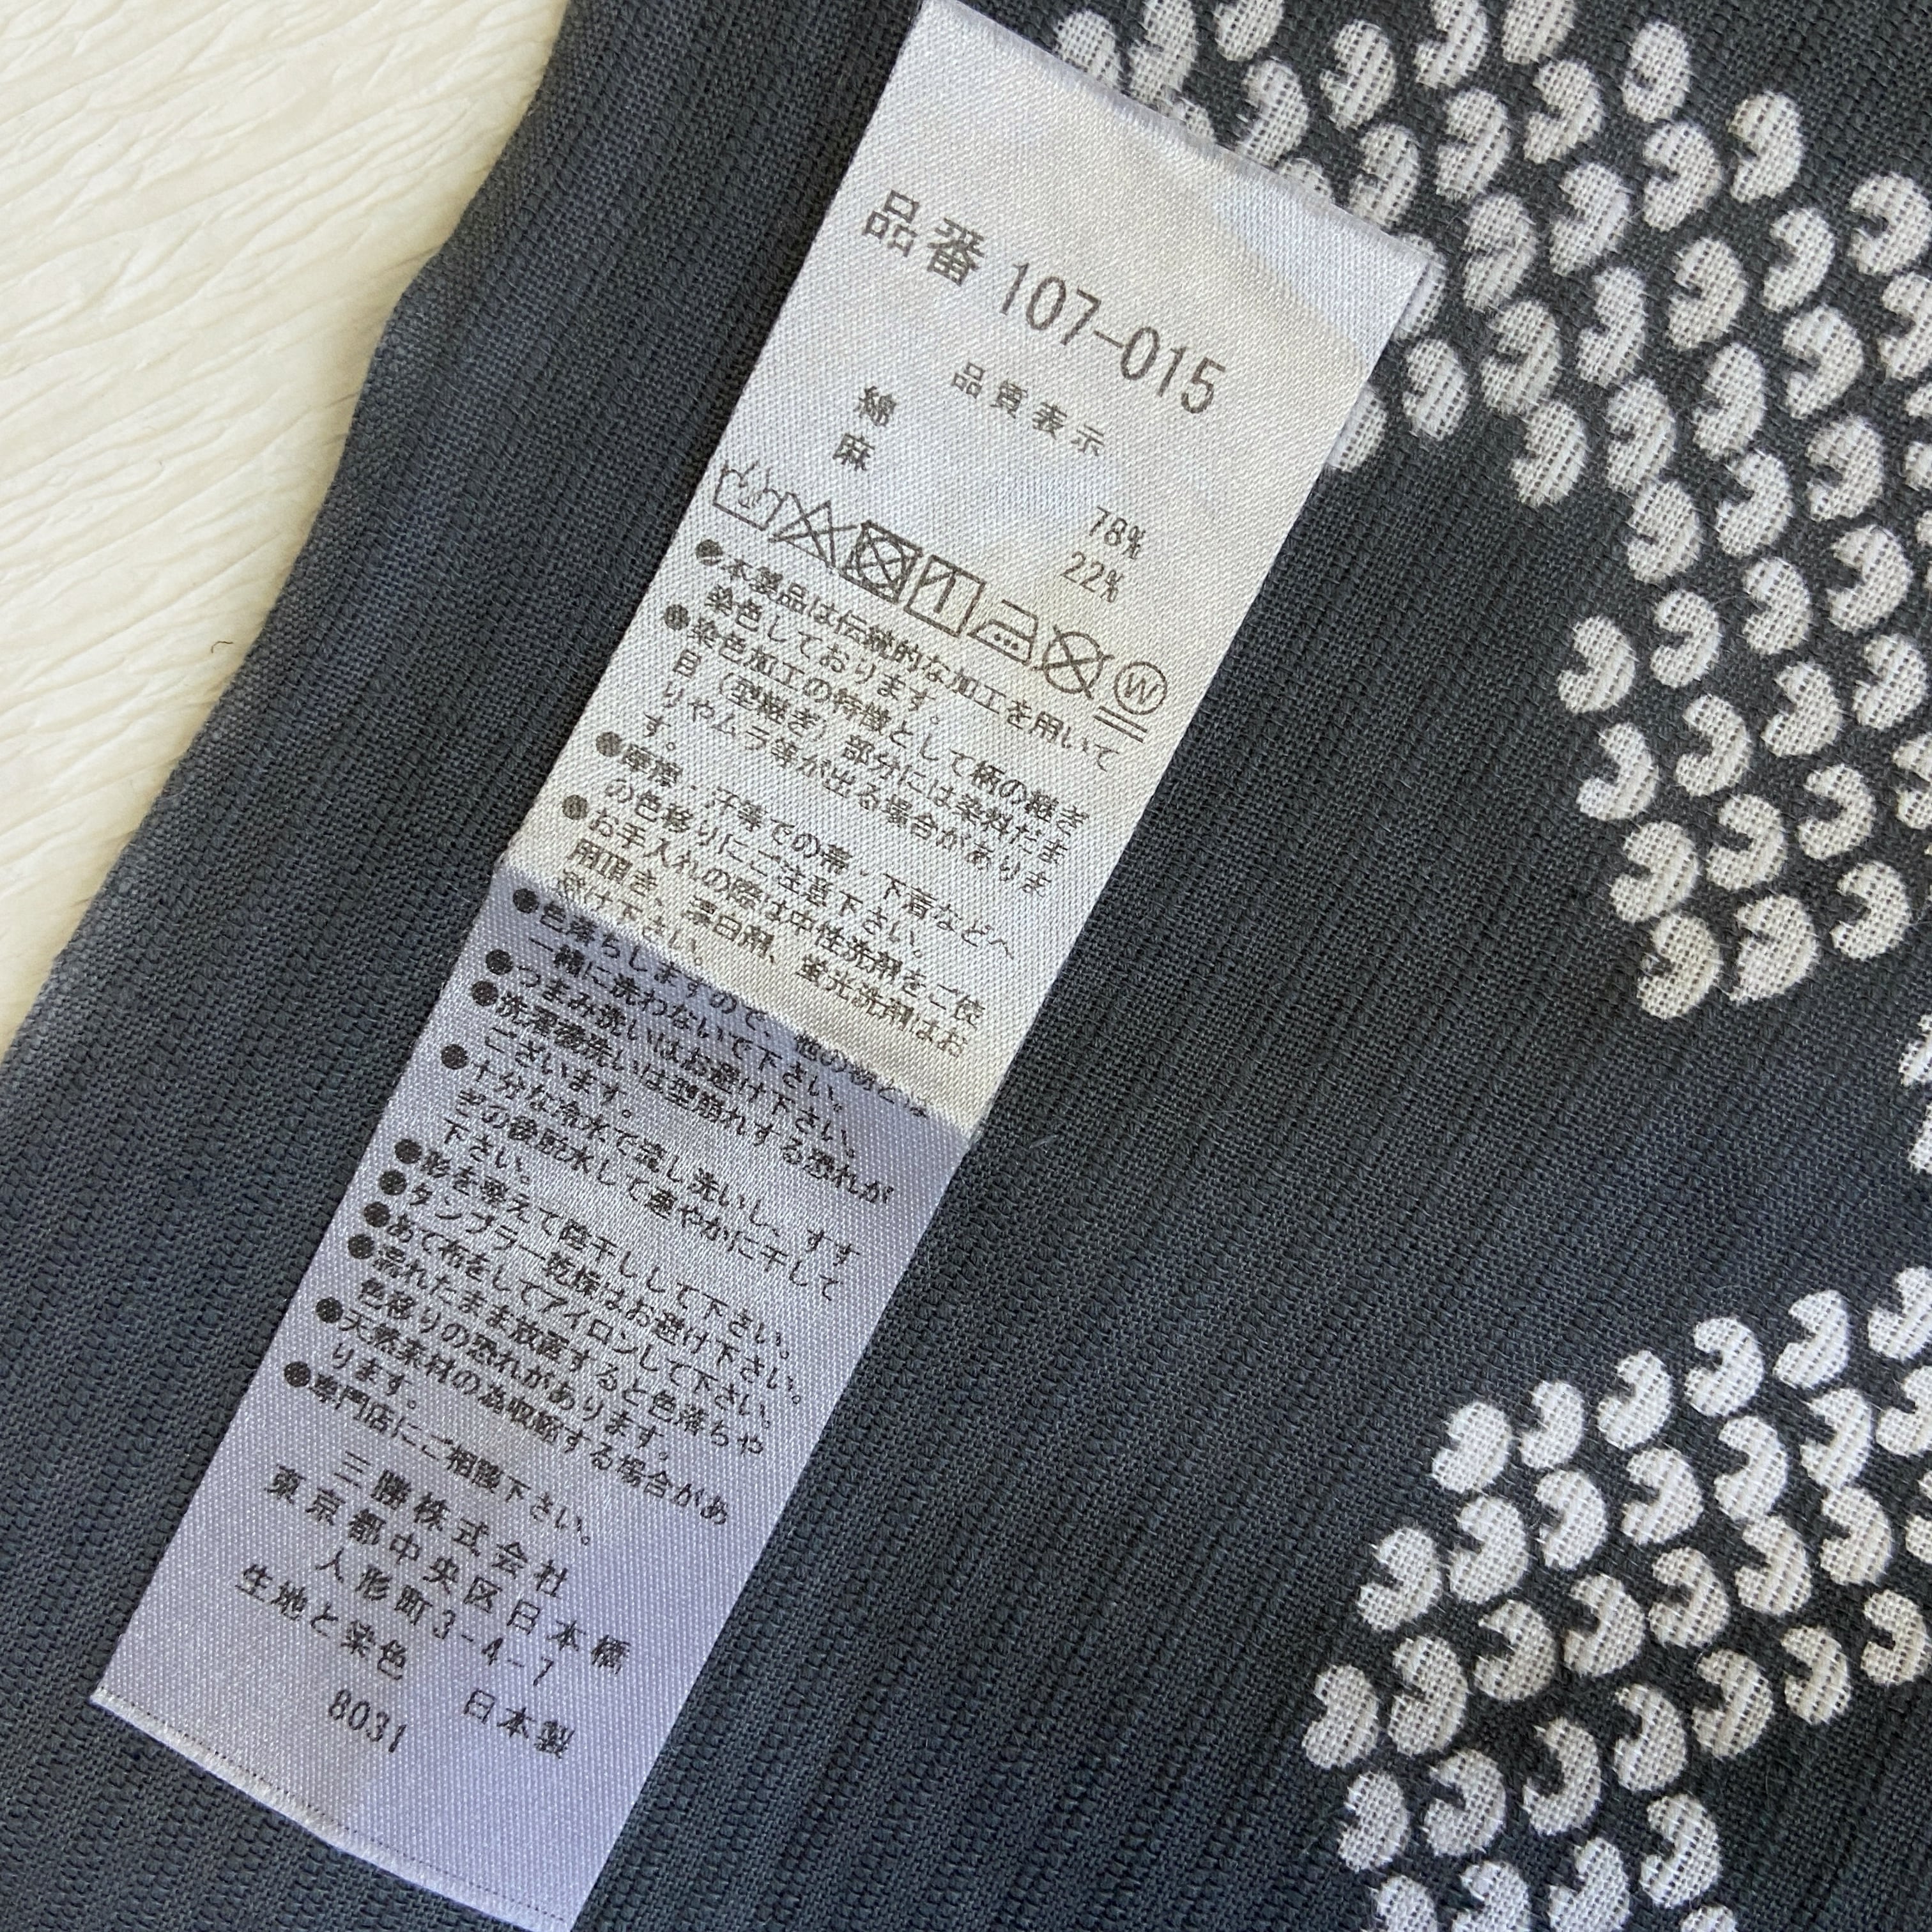 品番 107-015
品質表示
綿 78%
麻 22%
W
●本製品は伝統的な加工を用いて
染色しております。
●染色加工の特徴として柄の継ぎ
目（型継ぎ）部分には染料だま
りやムラ等が出る場合がありま
す。
●摩擦・汗等での帯・下着などへ
の色移りにご注意下さい。
●お手入れの際は中性洗剤をご使
用頂き、漂白剤、蛍光洗剤はお
避け下さい。
●色落ちしますので、他の物とは
一緒に洗わないで下さい。
●つまみ洗いはお避け下さい。
●洗濯機洗いは型崩れする恐れが
ございます。
●十分な冷水で流し洗いし、すす
ぎの後脱水して速やかに干して
下さい。
●形を整えて陰干しして下さい。
●タンブラー乾燥はお避け下さい。
●あて布をしてアイロンして下さい。
●濡れたまま放置すると色落ちや
色移りの恐れがあります。
●天然素材の為収縮する場合があ
ります。
●専門店にご相談下さい。
三勝株式会社
東京都中央区日本橋
人形町3-4-7
生地と染色 日本製
8031